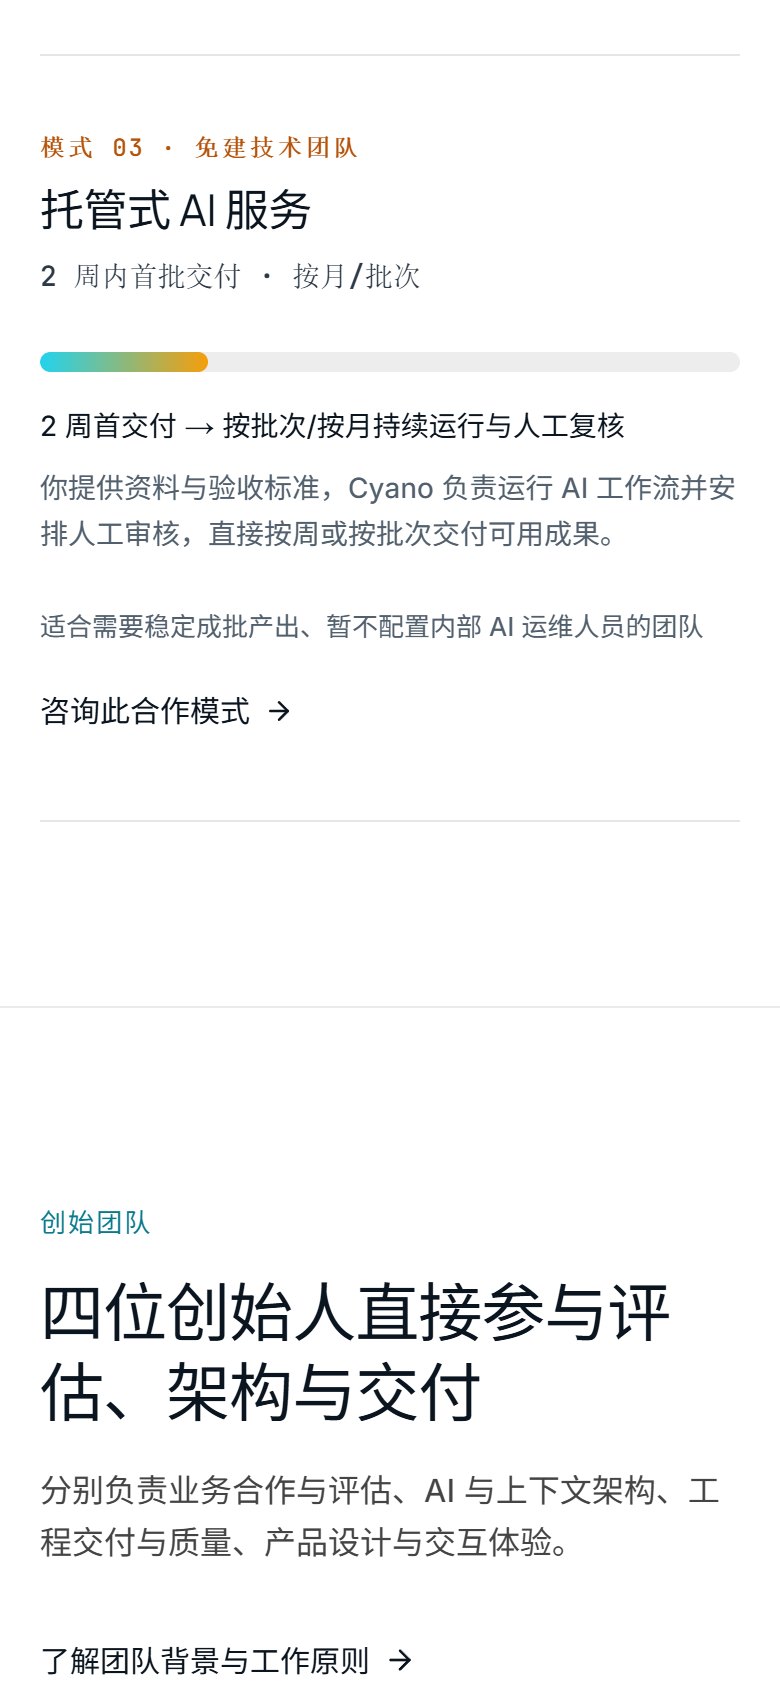 模式 03 · 免建技术团队
托管式 AI 服务
2 周内首批交付 · 按月/批次
2 周首交付 → 按批次/按月持续运行与人工复核
你提供资料与验收标准，Cyano 负责运行 AI 工作流并安
排人工审核，直接按周或按批次交付可用成果。
适合需要稳定成批产出、暂不配置内部 AI 运维人员的团队
咨询此合作模式 →
创始团队
四位创始人直接参与评
估、架构与交付
分别负责业务合作与评估、AI 与上下文架构、工
程交付与质量、产品设计与交互体验。
了解团队背景与工作原则 →